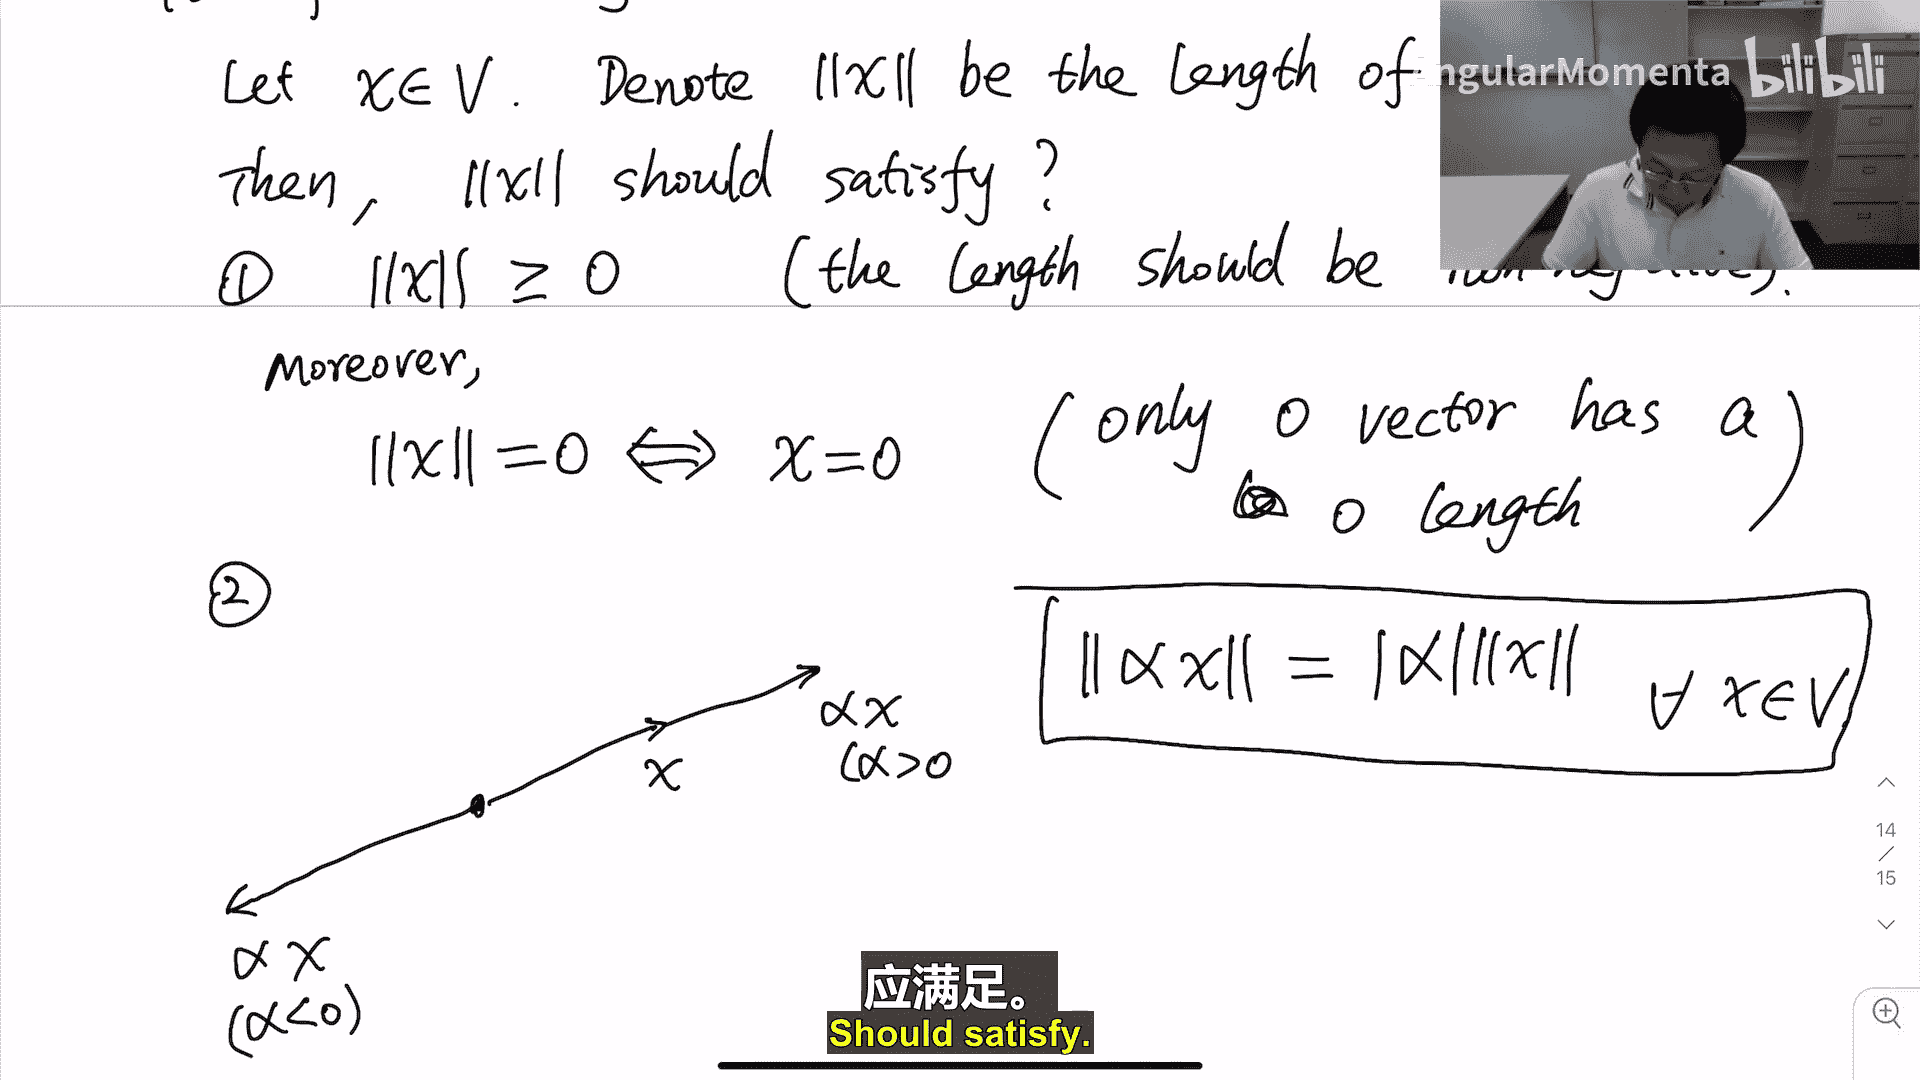 Let x∈V. Denote ||x|| be the length of
ngularMomenta bilibili
Then, ||x|| should satisfy?
① ||x|| ≥ 0 (the length should be
Moreover,
||x|| = 0 ⟺ x=0
(only 0 vector has a
0 length)
②
||αx|| = |α| ||x|| ∀ x∈V
αx
(α>0
x
αx
(α<0)
14
/
15
应满足。
Should satisfy.